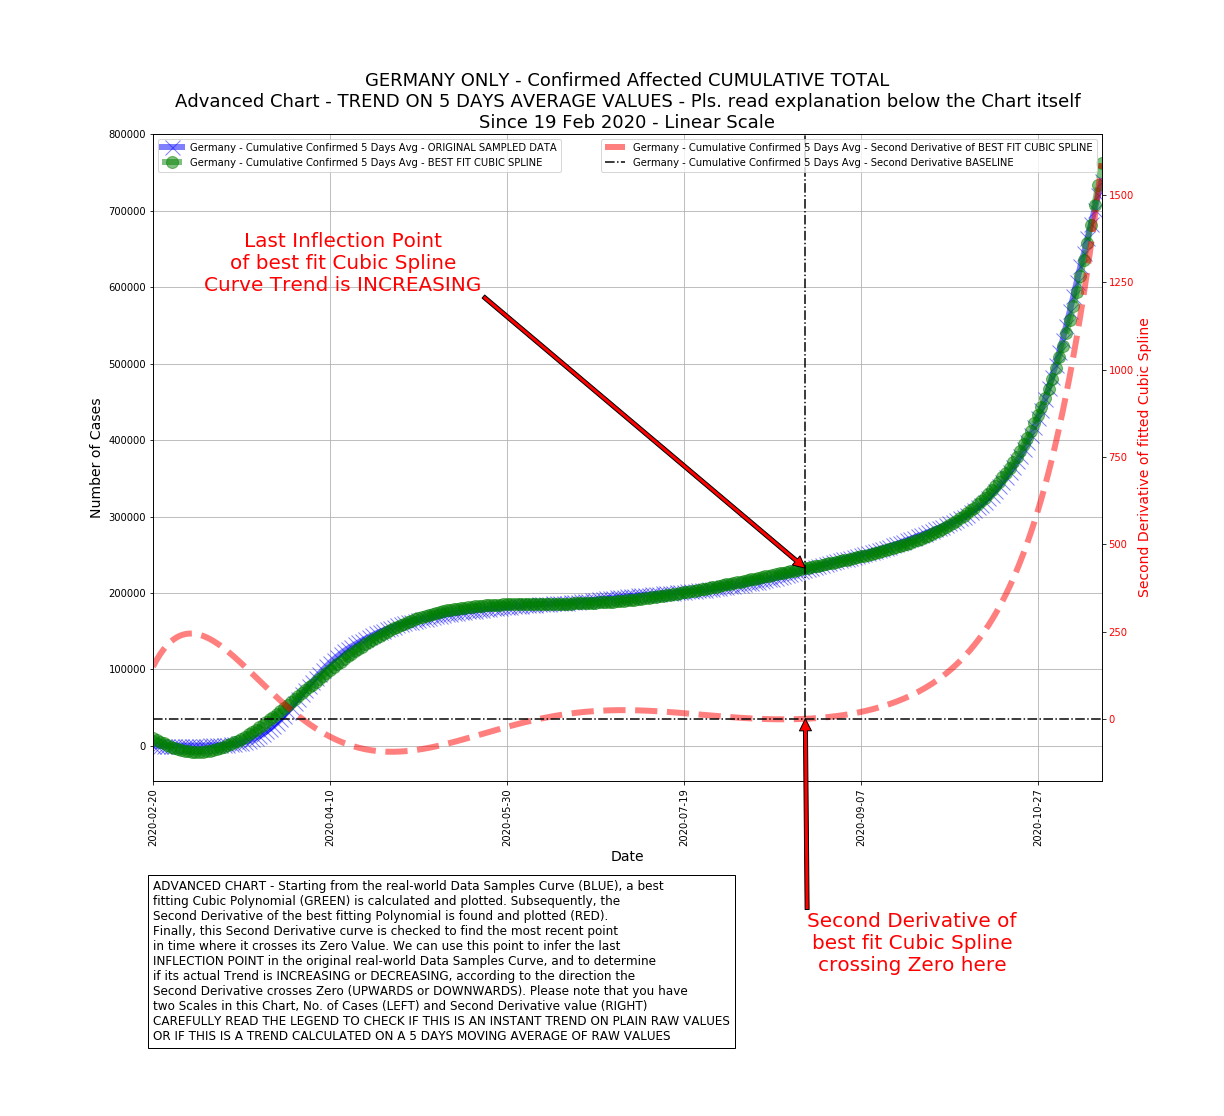 GERMANY ONLY - Confirmed Affected CUMULATIVE TOTAL
Advanced Chart - TREND ON 5 DAYS AVERAGE VALUES - Pls. read explanation below the Chart itself
Since 19 Feb 2020 - Linear Scale
Germany - Cumulative Confirmed 5 Days Avg - ORIGINAL SAMPLED DATA
Germany - Cumulative Confirmed 5 Days Avg - BEST FIT CUBIC SPLINE
Germany - Cumulative Confirmed 5 Days Avg - Second Derivative of BEST FIT CUBIC SPLINE
Germany - Cumulative Confirmed 5 Days Avg - Second Derivative BASELINE
Last Inflection Point
of best fit Cubic Spline
Curve Trend is INCREASING
Number of Cases
800000
700000
600000
500000
400000
300000
200000
100000
0
Second Derivative of fitted Cubic Spline
1500
1250
1000
750
500
250
0
2020-02-20
2020-04-10
2020-05-30
2020-07-19
2020-09-07
2020-10-27
Date
Second Derivative of
best fit Cubic Spline
crossing Zero here
ADVANCED CHART - Starting from the real-world Data Samples Curve (BLUE), a best
fitting Cubic Polynomial (GREEN) is calculated and plotted. Subsequently, the
Second Derivative of the best fitting Polynomial is found and plotted (RED).
Finally, this Second Derivative curve is checked to find the most recent point
in time where it crosses its Zero Value. We can use this point to infer the last
INFLECTION POINT in the original real-world Data Samples Curve, and to determine
if its actual Trend is INCREASING or DECREASING, according to the direction the
Second Derivative crosses Zero (UPWARDS or DOWNWARDS). Please note that you have
two Scales in this Chart, No. of Cases (LEFT) and Second Derivative value (RIGHT)
CAREFULLY READ THE LEGEND TO CHECK IF THIS IS AN INSTANT TREND ON PLAIN RAW VALUES
OR IF THIS IS A TREND CALCULATED ON A 5 DAYS MOVING AVERAGE OF RAW VALUES